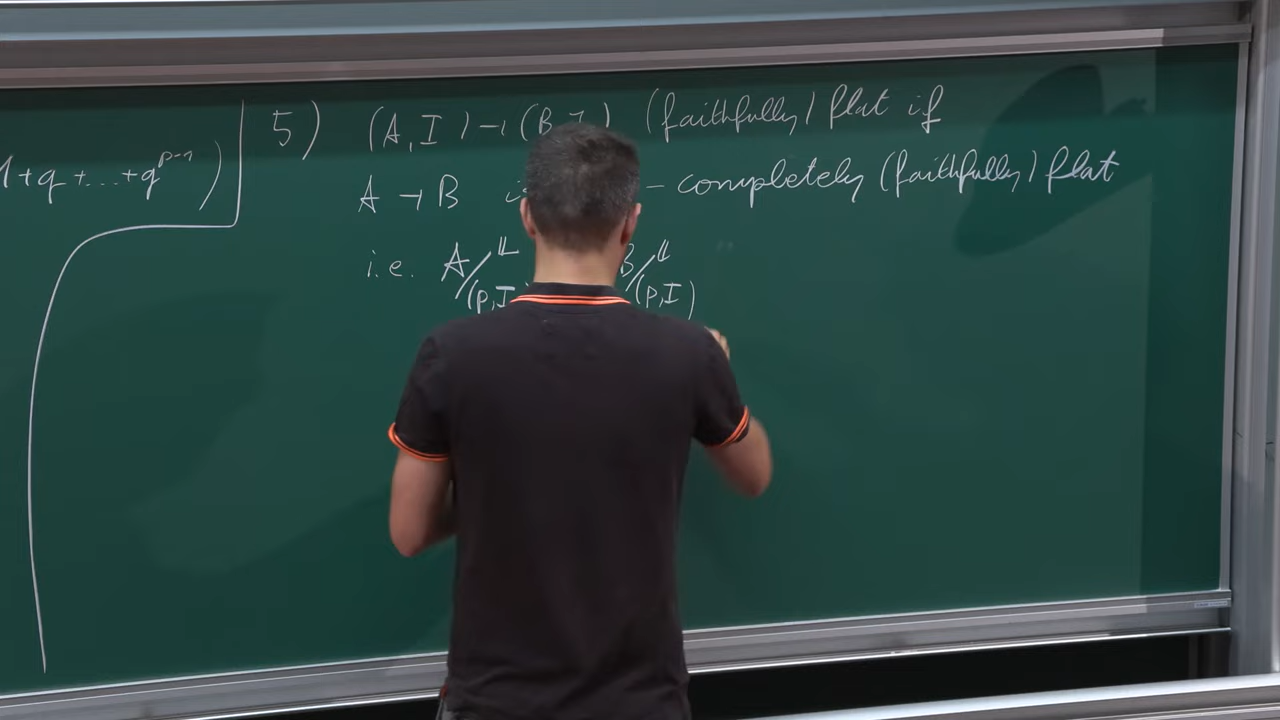 1+q+...+q^{p-1})
5) (A,I) → (B, ) (faithfully) flat if
A → B – completely (faithfully) flat
i.e. A/^{𝕃}(p,I B/^{𝕃}(p,I)